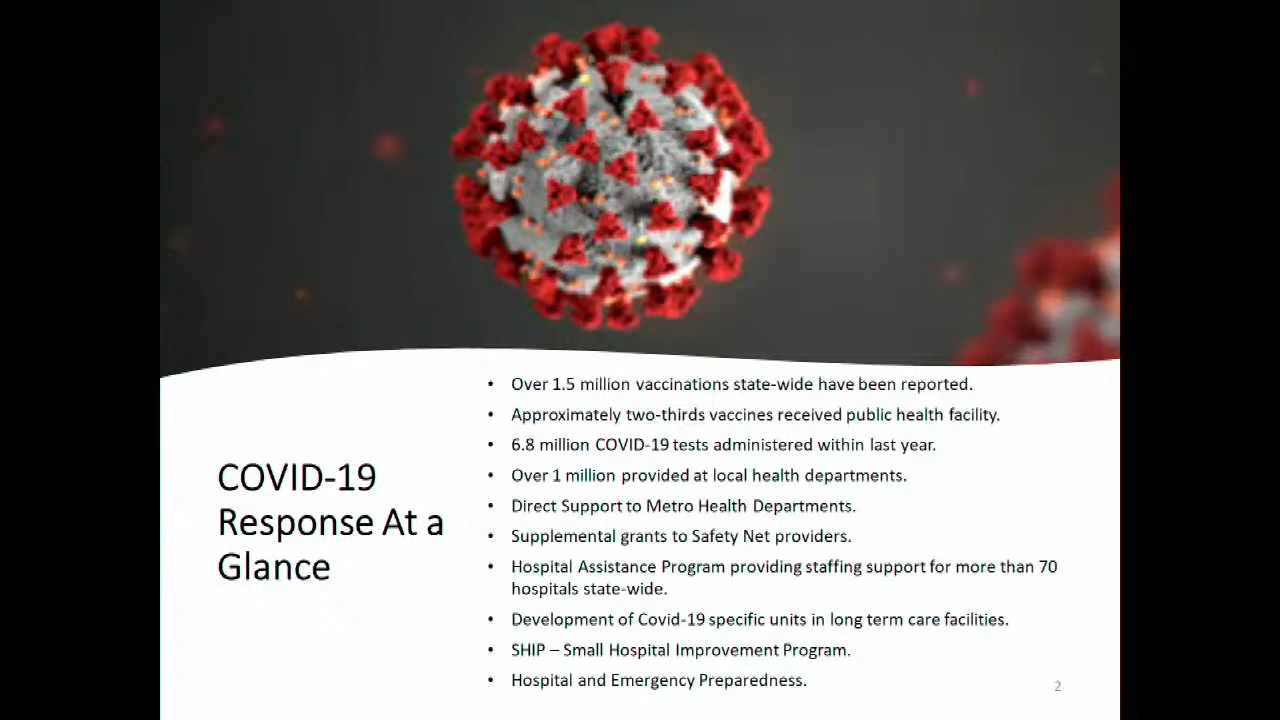 COVID-19
Response At a
Glance
• Over 1.5 million vaccinations state-wide have been reported.
• Approximately two-thirds vaccines received public health facility.
• 6.8 million COVID-19 tests administered within last year.
• Over 1 million provided at local health departments.
• Direct Support to Metro Health Departments.
• Supplemental grants to Safety Net providers.
• Hospital Assistance Program providing staffing support for more than 70
hospitals state-wide.
• Development of Covid-19 specific units in long term care facilities.
• SHIP – Small Hospital Improvement Program.
• Hospital and Emergency Preparedness.
2